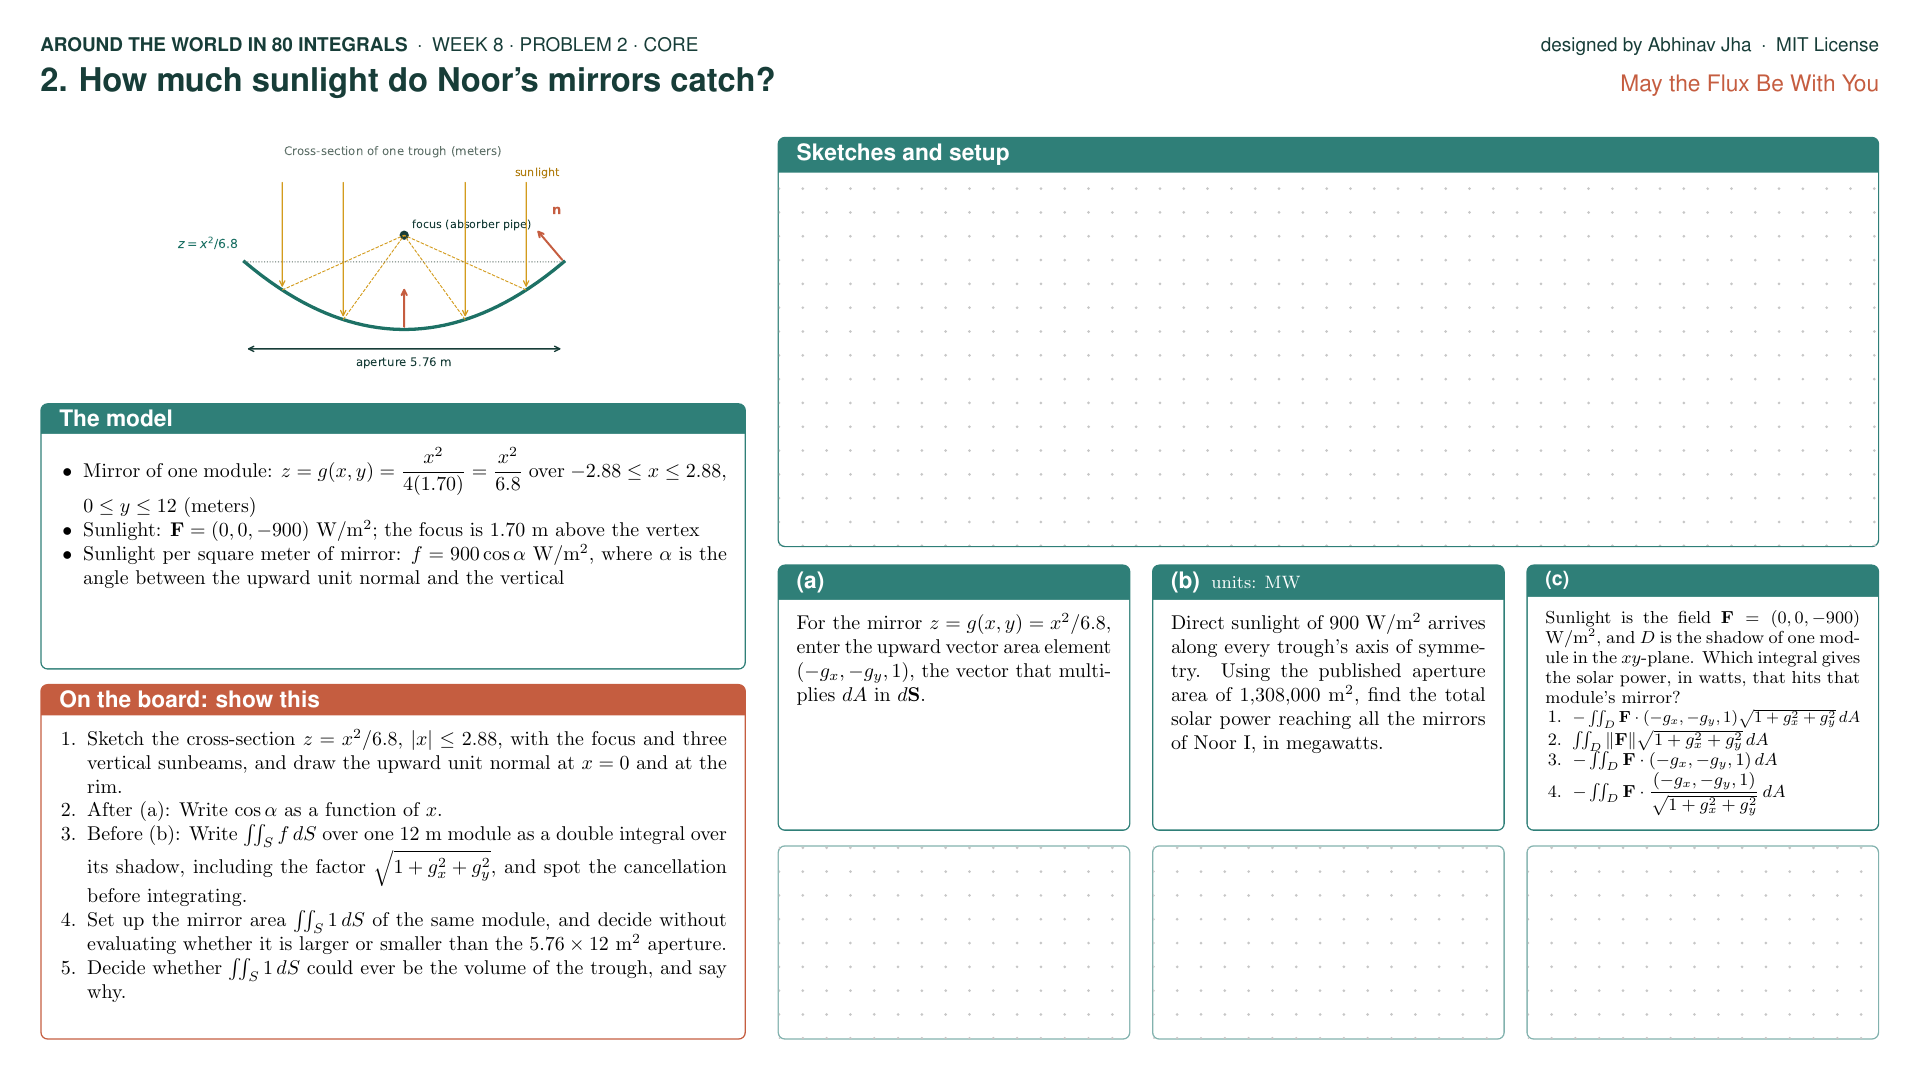 AROUND THE WORLD IN 80 INTEGRALS · WEEK 8 · PROBLEM 2 · CORE
designed by Abhinav Jha · MIT License
2. How much sunlight do Noor's mirrors catch?
May the Flux Be With You
Cross-section of one trough (meters)
sunlight
n
focus (absorber pipe)
z = x²/6.8
aperture 5.76 m
The model
• Mirror of one module: z = g(x, y) = x²/4(1.70) = x²/6.8 over −2.88 ≤ x ≤ 2.88,
0 ≤ y ≤ 12 (meters)
• Sunlight: F = (0, 0, −900) W/m²; the focus is 1.70 m above the vertex
• Sunlight per square meter of mirror: f = 900 cos α W/m², where α is the
angle between the upward unit normal and the vertical
On the board: show this
1. Sketch the cross-section z = x²/6.8, |x| ≤ 2.88, with the focus and three
vertical sunbeams, and draw the upward unit normal at x = 0 and at the
rim.
2. After (a): Write cos α as a function of x.
3. Before (b): Write ∬_S f dS over one 12 m module as a double integral over
its shadow, including the factor √(1 + g_x² + g_y²), and spot the cancellation
before integrating.
4. Set up the mirror area ∬_S 1 dS of the same module, and decide without
evaluating whether it is larger or smaller than the 5.76 × 12 m² aperture.
5. Decide whether ∬_S 1 dS could ever be the volume of the trough, and say
why.
Sketches and setup
(a)
For the mirror z = g(x, y) = x²/6.8,
enter the upward vector area element
(−g_x, −g_y, 1), the vector that multi-
plies dA in dS.
(b) units: MW
Direct sunlight of 900 W/m² arrives
along every trough's axis of symme-
try. Using the published aperture
area of 1,308,000 m², find the total
solar power reaching all the mirrors
of Noor I, in megawatts.
(c)
Sunlight is the field F = (0, 0, −900)
W/m², and D is the shadow of one mod-
ule in the xy-plane. Which integral gives
the solar power, in watts, that hits that
module's mirror?
1. −∬_D F · (−g_x, −g_y, 1)√(1 + g_x² + g_y²) dA
2. ∬_D ‖F‖√(1 + g_x² + g_y²) dA
3. −∬_D F · (−g_x, −g_y, 1) dA
4. −∬_D F · (−g_x, −g_y, 1)/√(1 + g_x² + g_y²) dA